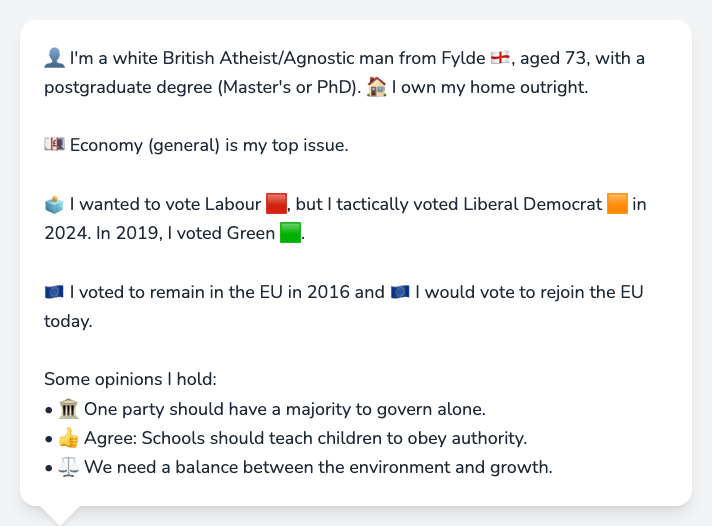 👤 I'm a white British Atheist/Agnostic man from Fylde 🏴󠁧󠁢󠁥󠁮󠁧󠁿, aged 73, with a
postgraduate degree (Master's or PhD). 🏠 I own my home outright.
💷 Economy (general) is my top issue.
🗳️ I wanted to vote Labour 🟥, but I tactically voted Liberal Democrat 🟧 in
2024. In 2019, I voted Green 🟩.
🇪🇺 I voted to remain in the EU in 2016 and 🇪🇺 I would vote to rejoin the EU
today.
Some opinions I hold:
• 🏛️ One party should have a majority to govern alone.
• 👍 Agree: Schools should teach children to obey authority.
• ⚖️ We need a balance between the environment and growth.